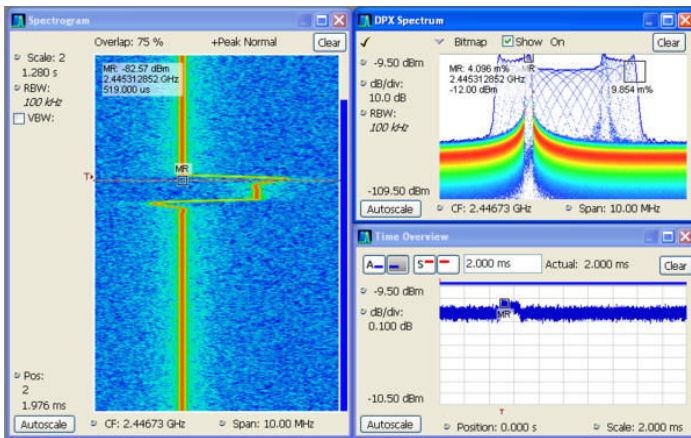 Spectrogram
Overlap: 75 %
+Peak Normal
Clear
Scale: 2
1.280 s
RBW:
100 kHz
VBW:
MR: -82.57 dBm
2.445312852 GHz
519.000 us
MR
T
Pos:
2
1.976 ms
Autoscale
CF: 2.44673 GHz
Span: 10.00 MHz
DPX Spectrum
Bitmap
Show
On
Clear
-9.50 dBm
dB/div:
10.0 dB
RBW:
100 kHz
-109.50 dBm
MR: 4.096 m%
2.445312852 GHz
-12.00 dBm
MR
9.854 m%
Autoscale
CF: 2.44673 GHz
Span: 10.00 MHz
Time Overview
A
S
2.000 ms
Actual: 2.000 ms
Clear
-9.50 dBm
dB/div:
0.100 dB
-10.50 dBm
MR
T
Autoscale
Position: 0.000 s
Scale: 2.000 ms